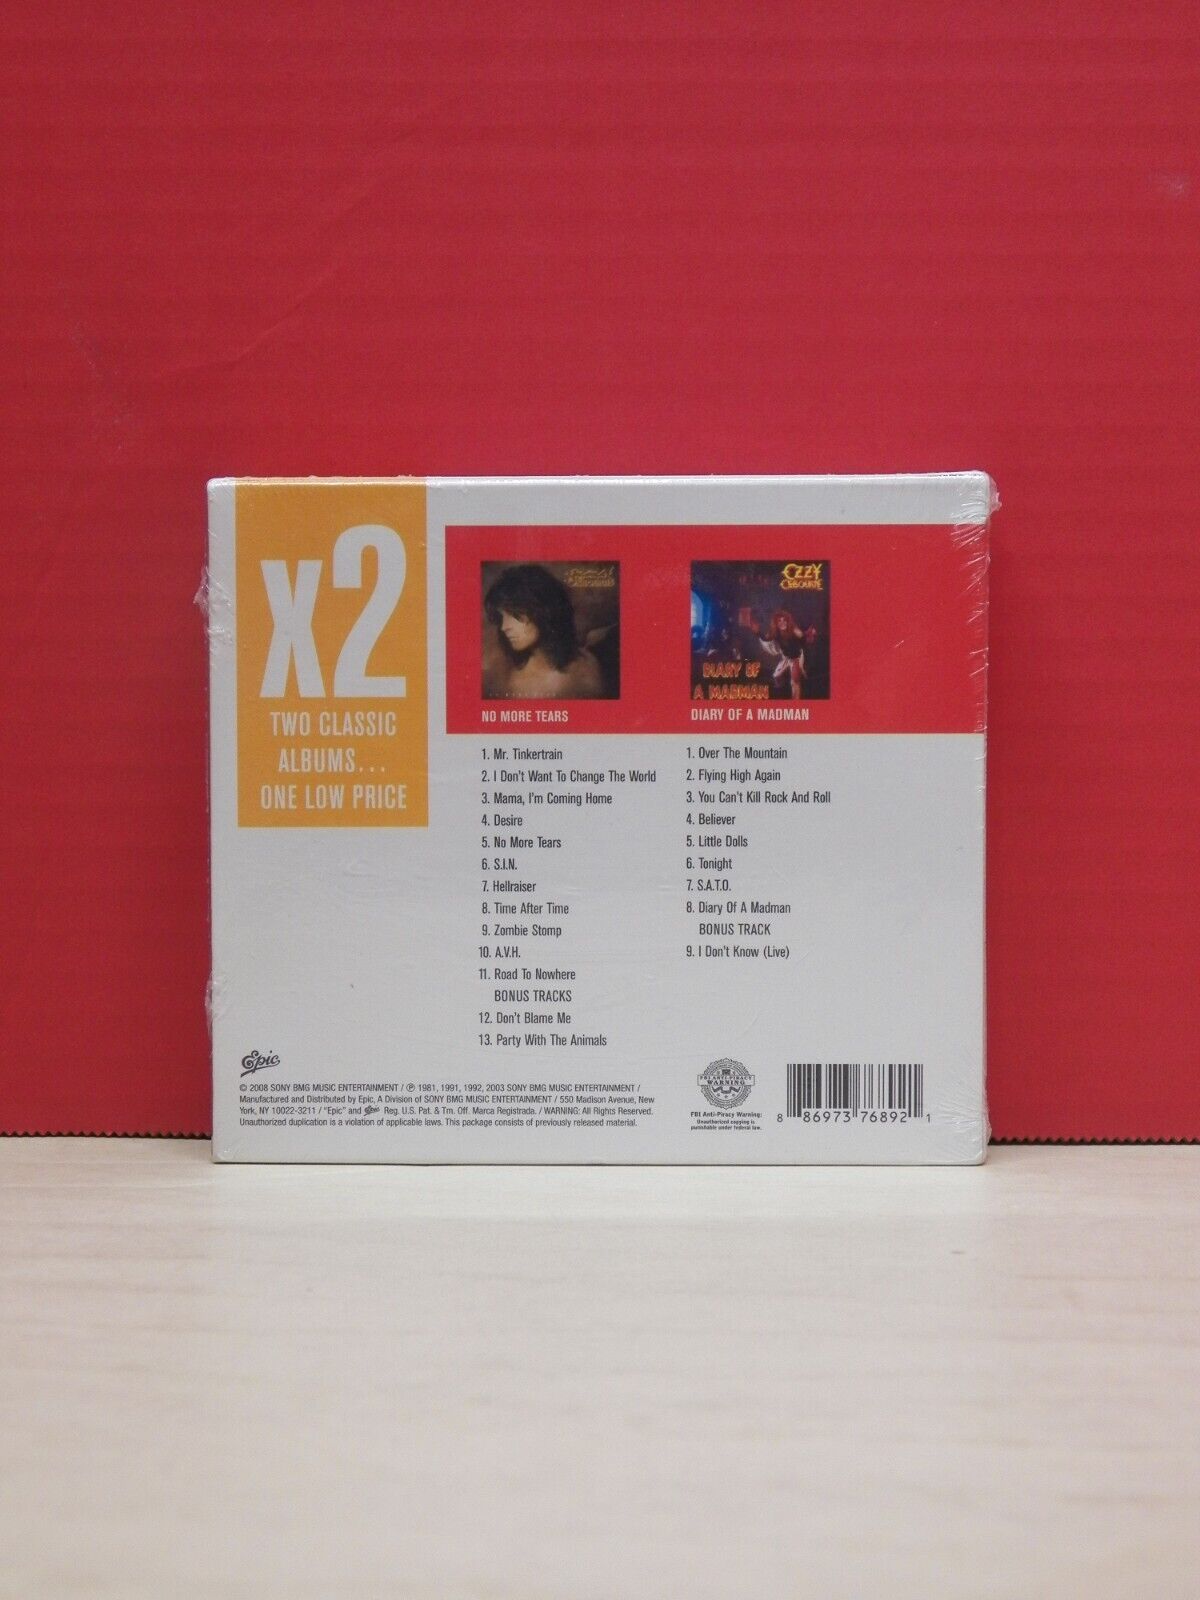 x2
TWO CLASSIC
ALBUMS...
ONE LOW PRICE
OZZY
OSBOURNE
DIARY OF
A MADMAN
NO MORE TEARS
1. Mr. Tinkertrain
2. I Don't Want To Change The World
3. Mama, I'm Coming Home
4. Desire
5. No More Tears
6. S.I.N.
7. Hellraiser
8. Time After Time
9. Zombie Stomp
10. A.V.H.
11. Road To Nowhere
BONUS TRACKS
12. Don't Blame Me
13. Party With The Animals
DIARY OF A MADMAN
1. Over The Mountain
2. Flying High Again
3. You Can't Kill Rock And Roll
4. Believer
5. Little Dolls
6. Tonight
7. S.A.T.O.
8. Diary Of A Madman
BONUS TRACK
9. I Don't Know (Live)
Epic
© 2008 SONY BMG MUSIC ENTERTAINMENT / ℗ 1981, 1991, 1992, 2003 SONY BMG MUSIC ENTERTAINMENT /
Manufactured and Distributed by Epic, A Division of SONY BMG MUSIC ENTERTAINMENT / 550 Madison Avenue, New
York, NY 10022-3211 / "Epic" and Epic Reg. U.S. Pat. & Tm. Off. Marca Registrada. / WARNING: All Rights Reserved.
Unauthorized duplication is a violation of applicable laws. This package consists of previously released material.
FBI ANTI-PIRACY
WARNING
FBI Anti-Piracy Warning:
Unauthorized copying is
punishable under federal law.
8 86973 76892 1